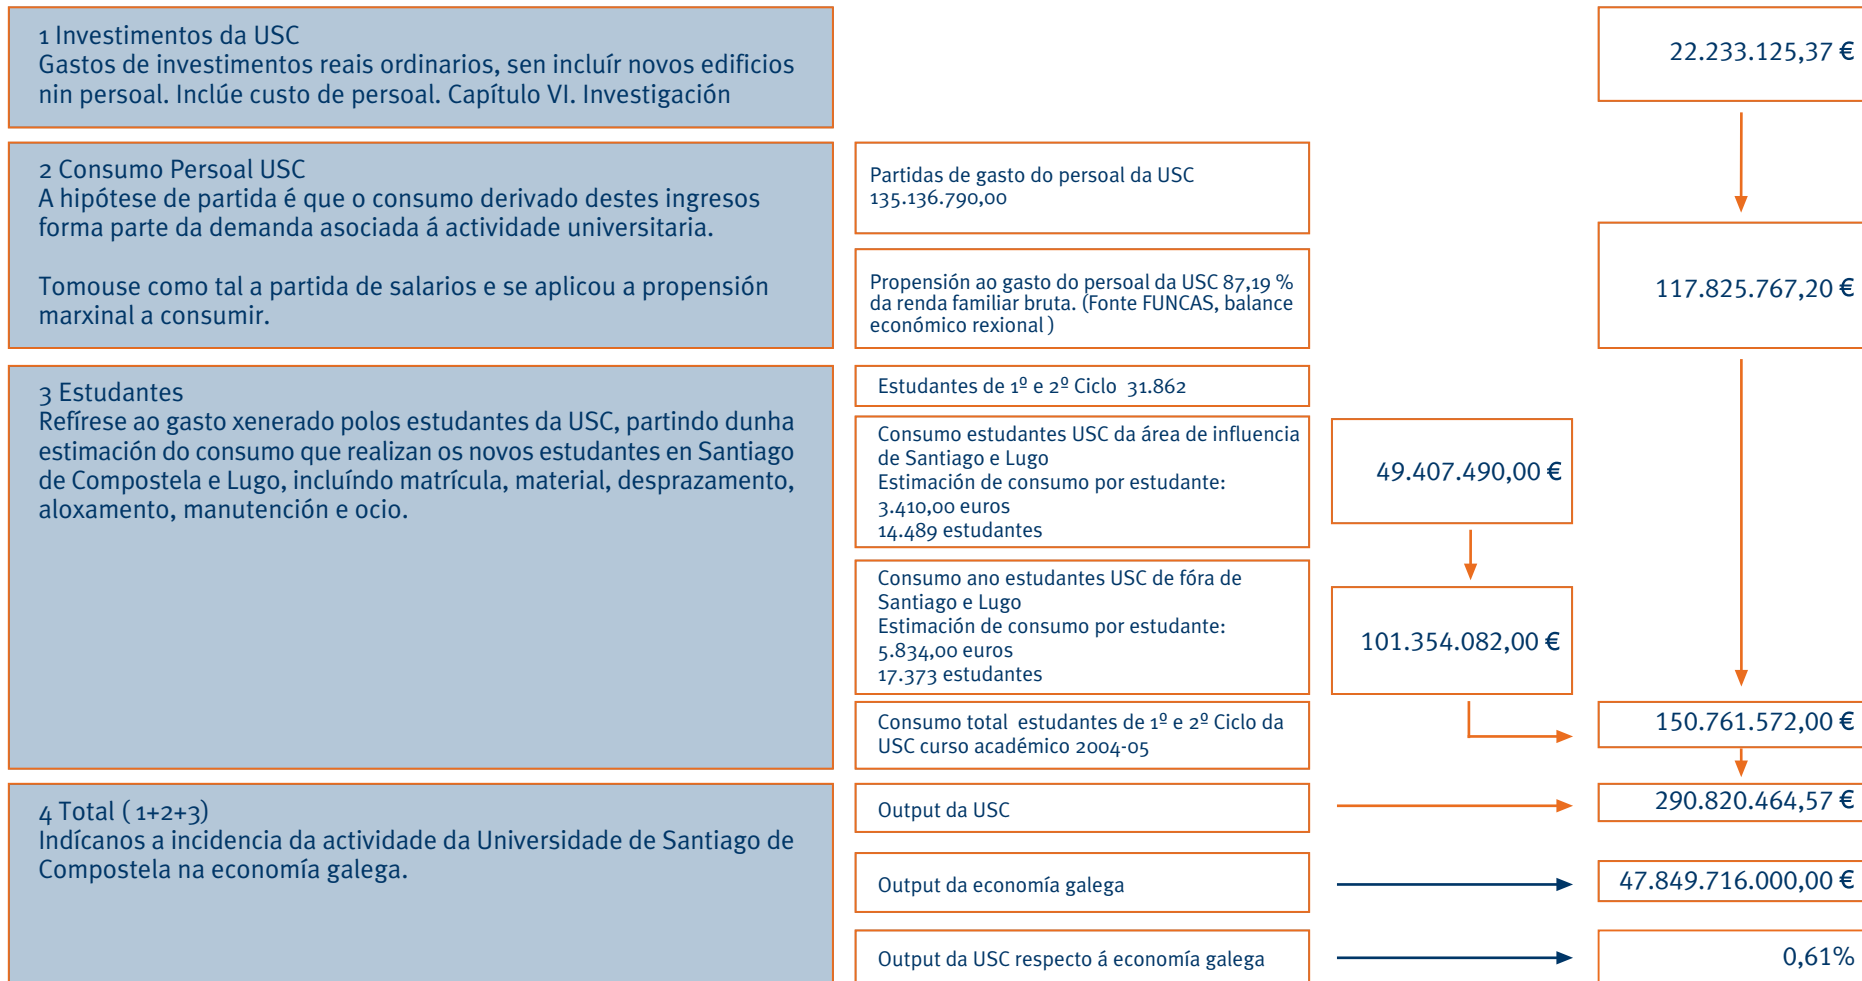 1 Investimentos da USC
Gastos de investimentos reais ordinarios, sen incluír novos edificios
nin persoal. Inclúe custo de persoal. Capítulo VI. Investigación
22.233.125,37 €
2 Consumo Persoal USC
A hipótese de partida é que o consumo derivado destes ingresos
forma parte da demanda asociada á actividade universitaria.
Tomouse como tal a partida de salarios e se aplicou a propensión
marxinal a consumir.
Partidas de gasto do persoal da USC
135.136.790,00
Propensión ao gasto do persoal da USC 87,19 %
da renda familiar bruta. (Fonte FUNCAS, balance
económico rexional )
117.825.767,20 €
3 Estudantes
Refírese ao gasto xenerado polos estudantes da USC, partindo dunha
estimación do consumo que realizan os novos estudantes en Santiago
de Compostela e Lugo, incluíndo matrícula, material, desprazamento,
aloxamento, manutención e ocio.
Estudantes de 1º e 2º Ciclo 31.862
Consumo estudantes USC da área de influencia
de Santiago e Lugo
Estimación de consumo por estudante:
3.410,00 euros
14.489 estudantes
49.407.490,00 €
Consumo ano estudantes USC de fóra de
Santiago e Lugo
Estimación de consumo por estudante:
5.834,00 euros
17.373 estudantes
101.354.082,00 €
Consumo total estudantes de 1º e 2º Ciclo da
USC curso académico 2004-05
150.761.572,00 €
4 Total ( 1+2+3)
Indícanos a incidencia da actividade da Universidade de Santiago de
Compostela na economía galega.
Output da USC
290.820.464,57 €
Output da economía galega
47.849.716.000,00 €
Output da USC respecto á economía galega
0,61%